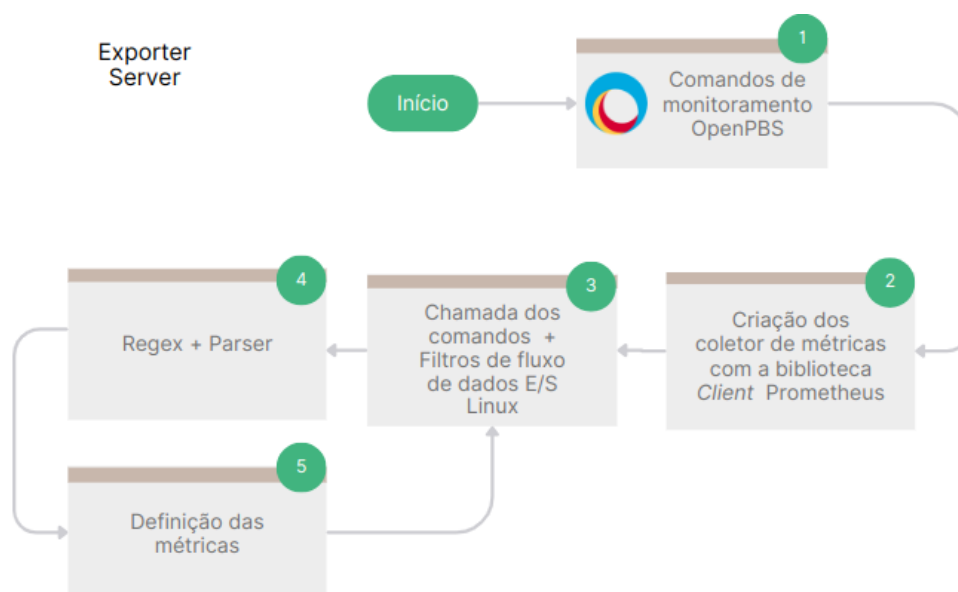 Exporter
Server
Início
1
Comandos de
monitoramento
OpenPBS
2
Criação dos
coletor de métricas
com a biblioteca
Client Prometheus
3
Chamada dos
comandos +
Filtros de fluxo
de dados E/S
Linux
4
Regex + Parser
5
Definição das
métricas